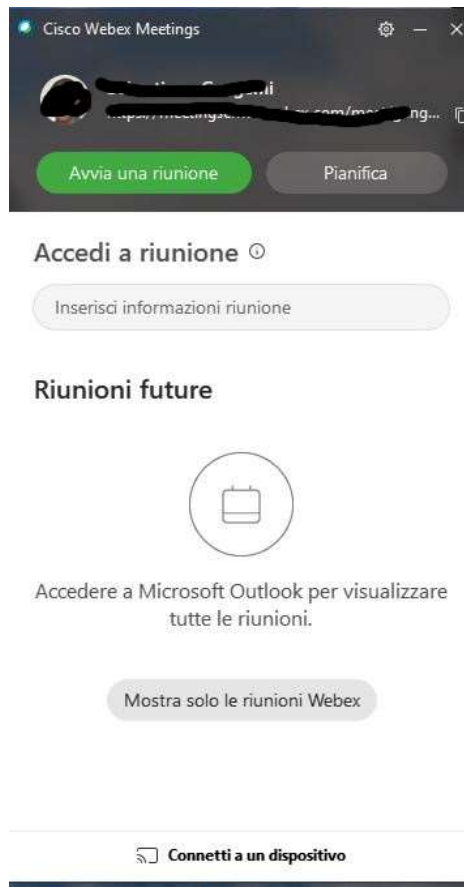 Cisco Webex Meetings
Avvia una riunione
Pianifica
Accedi a riunione
Inserisci informazioni riunione
Riunioni future
Accedere a Microsoft Outlook per visualizzare
tutte le riunioni.
Mostra solo le riunioni Webex
Connetti a un dispositivo